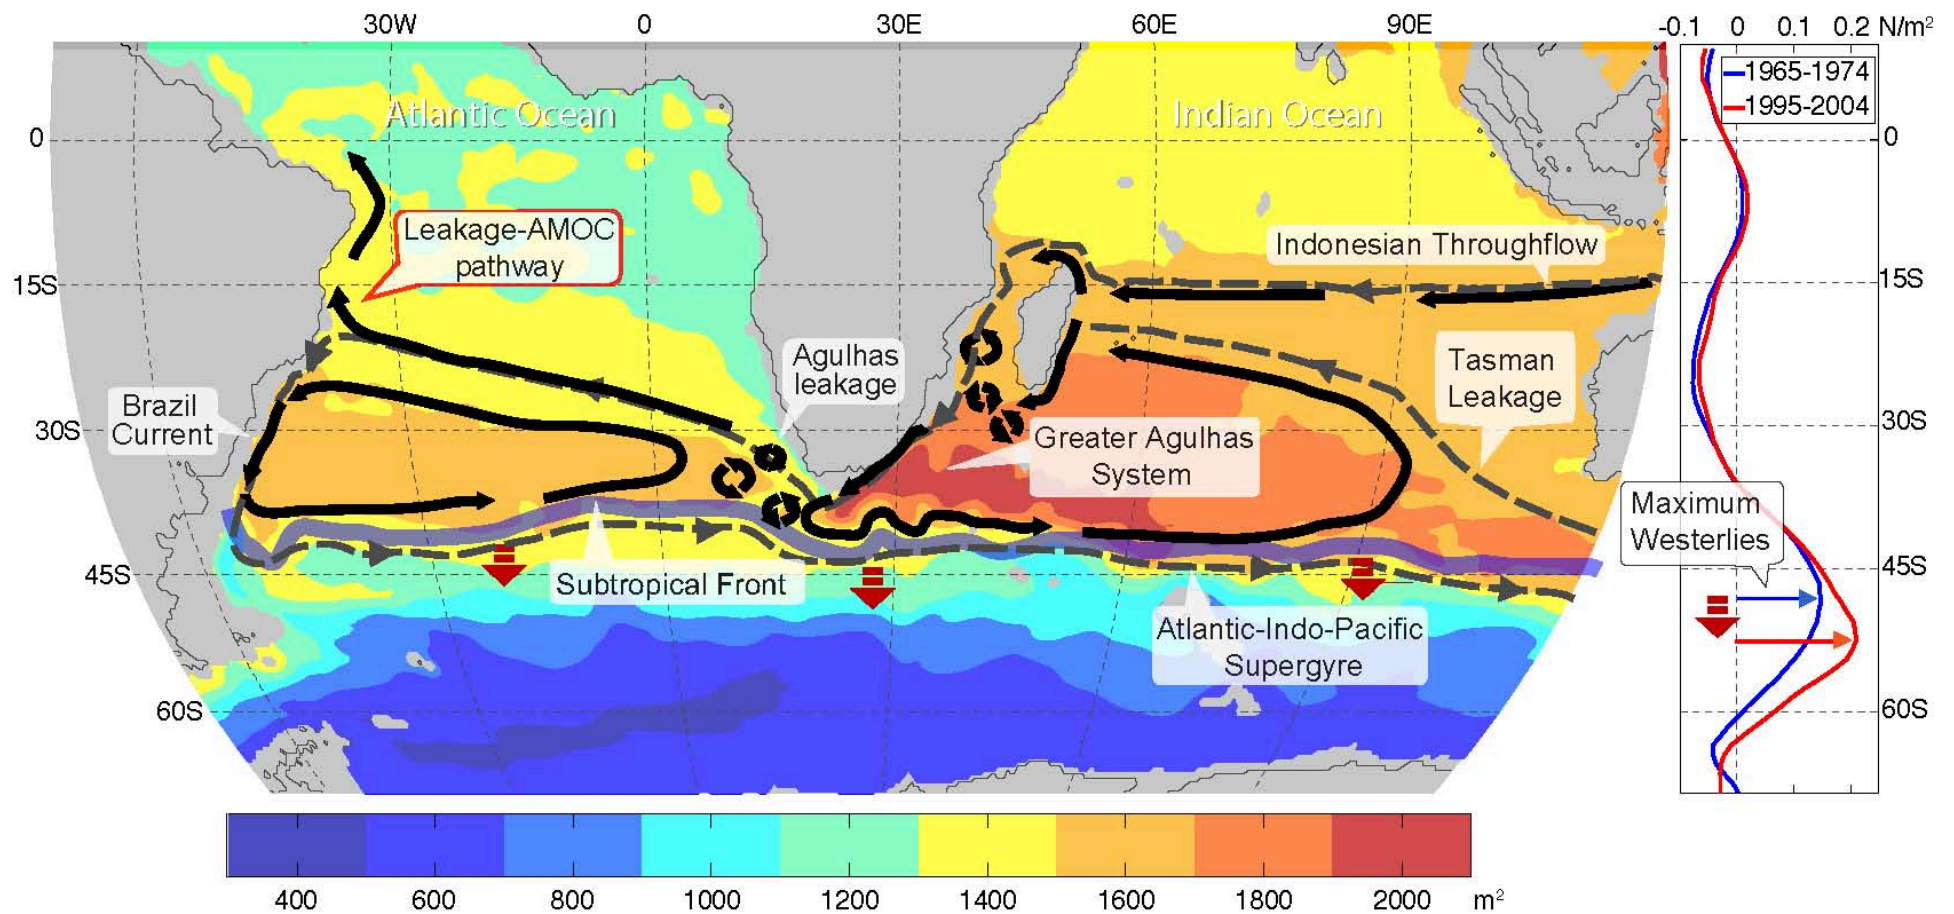 30W 0 30E 60E 90E
-0.1 0 0.1 0.2 N/m²
1965-1974
1995-2004
Atlantic Ocean
Indian Ocean
0
0
Leakage-AMOC
pathway
Indonesian Throughflow
15S
15S
Agulhas
leakage
Tasman
Leakage
Brazil
Current
30S
30S
Greater Agulhas
System
Maximum
Westerlies
45S
45S
Subtropical Front
Atlantic-Indo-Pacific
Supergyre
60S
60S
400 600 800 1000 1200 1400 1600 1800 2000 m²